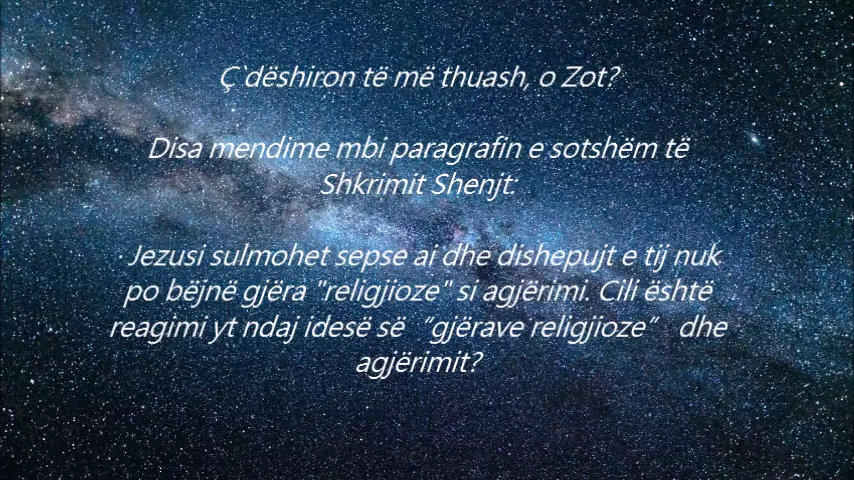 Ç`dëshiron të më thuash, o Zot?
Disa mendime mbi paragrafin e sotshëm të
Shkrimit Shenjt:
· Jezusi sulmohet sepse ai dhe dishepujt e tij nuk
po bëjnë gjëra "religjioze" si agjërimi. Cili është
reagimi yt ndaj idesë së “gjërave religjioze” dhe
agjërimit?